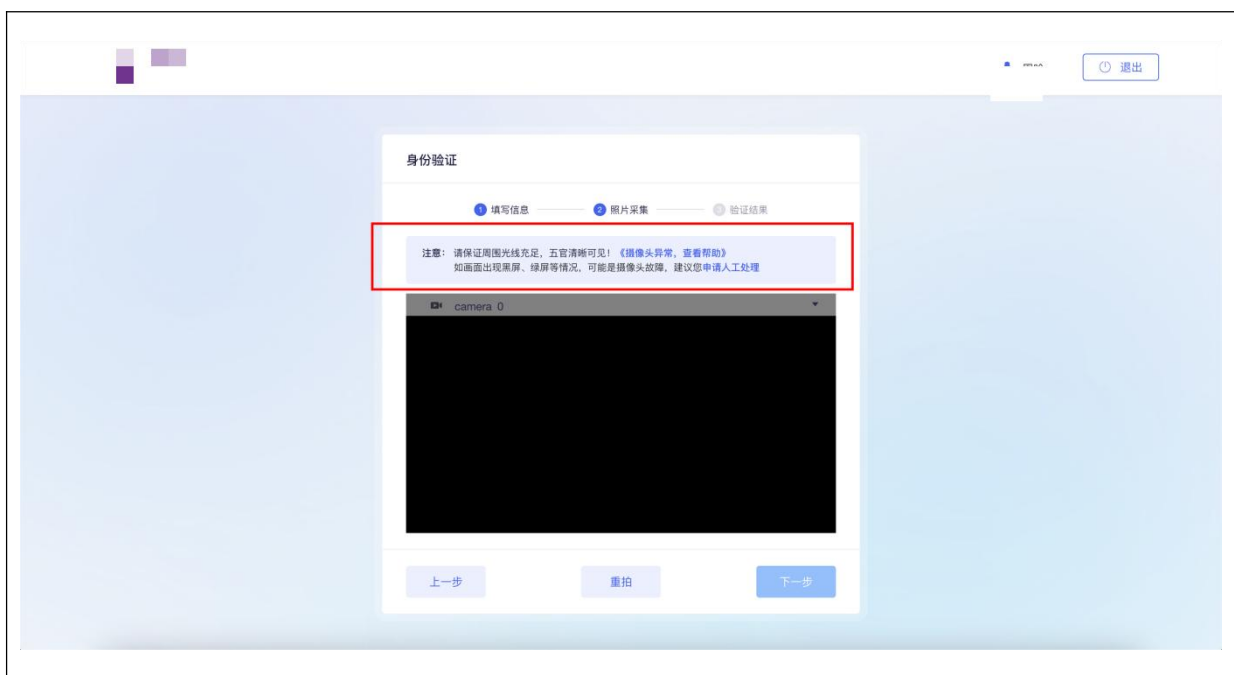 退出
身份验证
1 填写信息 2 照片采集 3 验证结果
注意：请保证周围光线充足，五官清晰可见！《摄像头异常，查看帮助》
如画面出现黑屏、绿屏等情况，可能是摄像头故障，建议您申请人工处理
camera 0
上一步 重拍 下一步